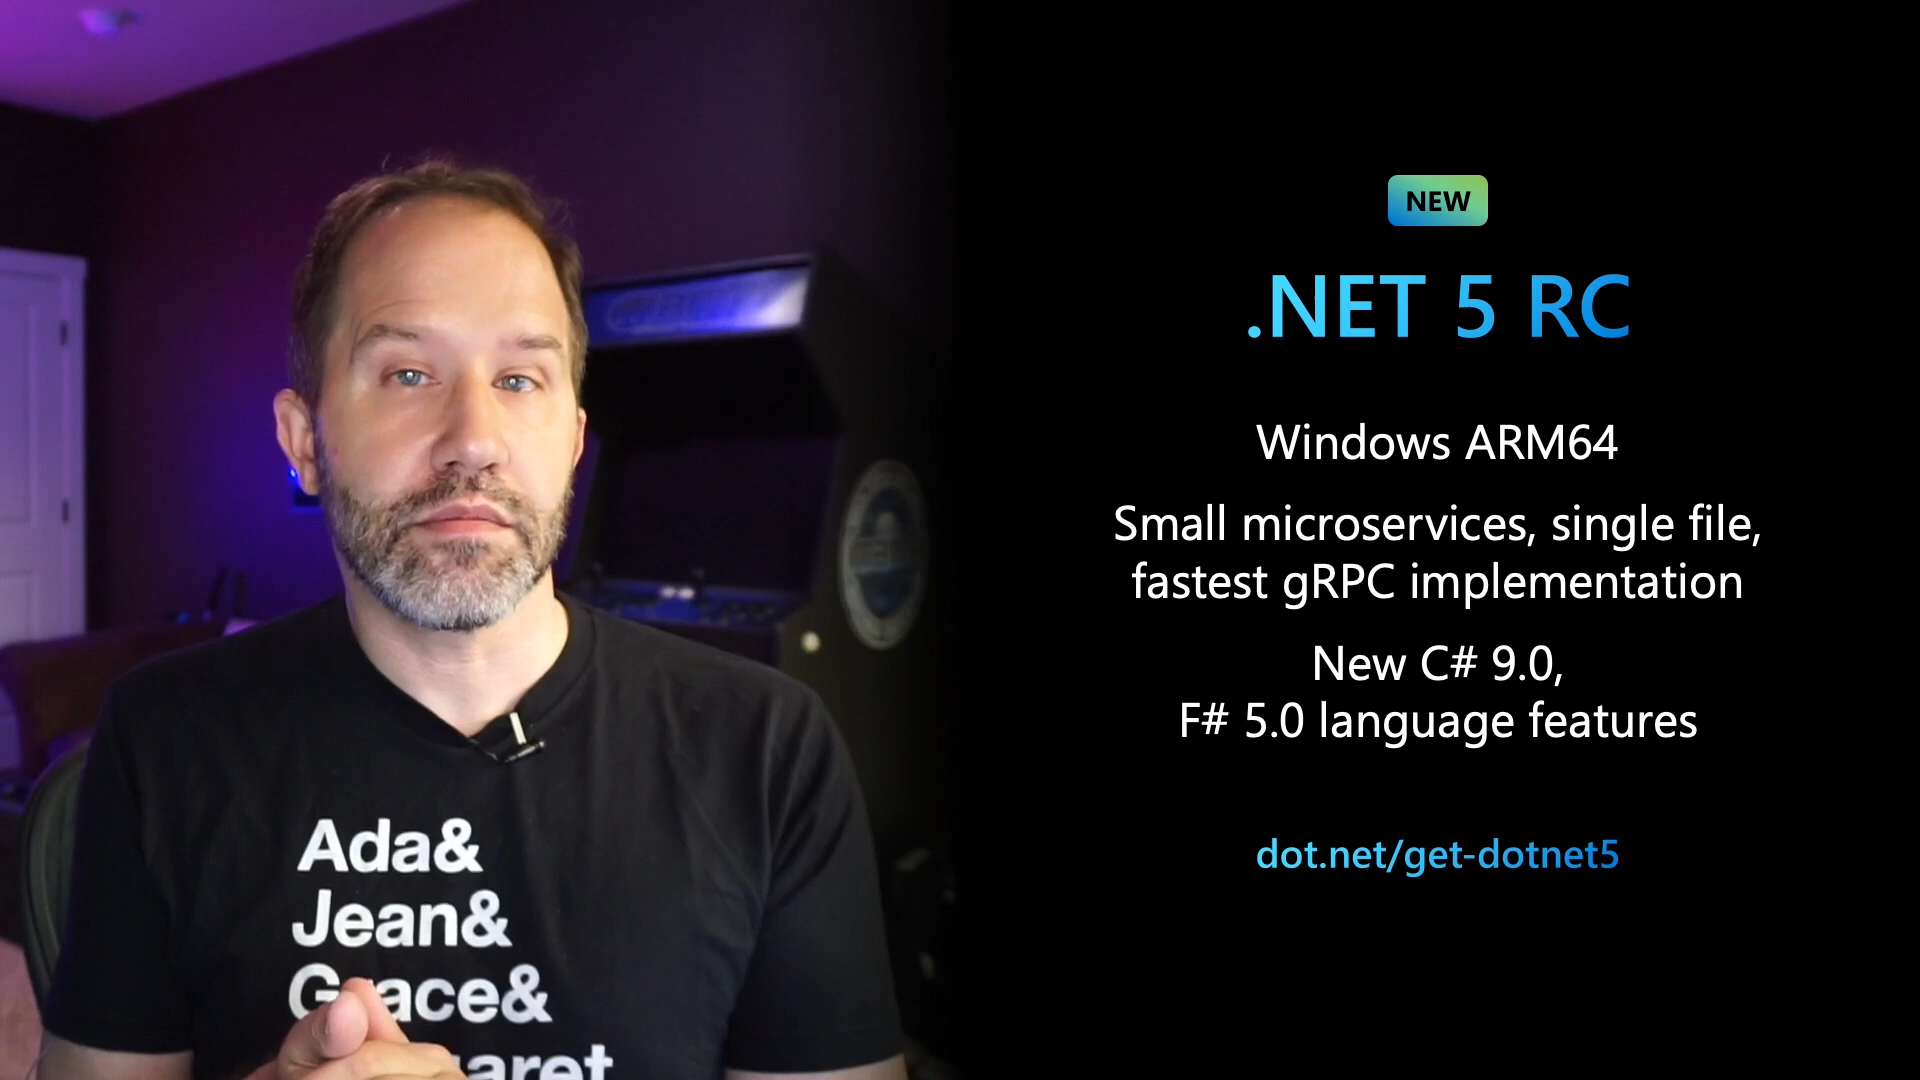 Ada&
Jean&
Grace&
NEW
.NET 5 RC
Windows ARM64
Small microservices, single file,
fastest gRPC implementation
New C# 9.0,
F# 5.0 language features
dot.net/get-dotnet5